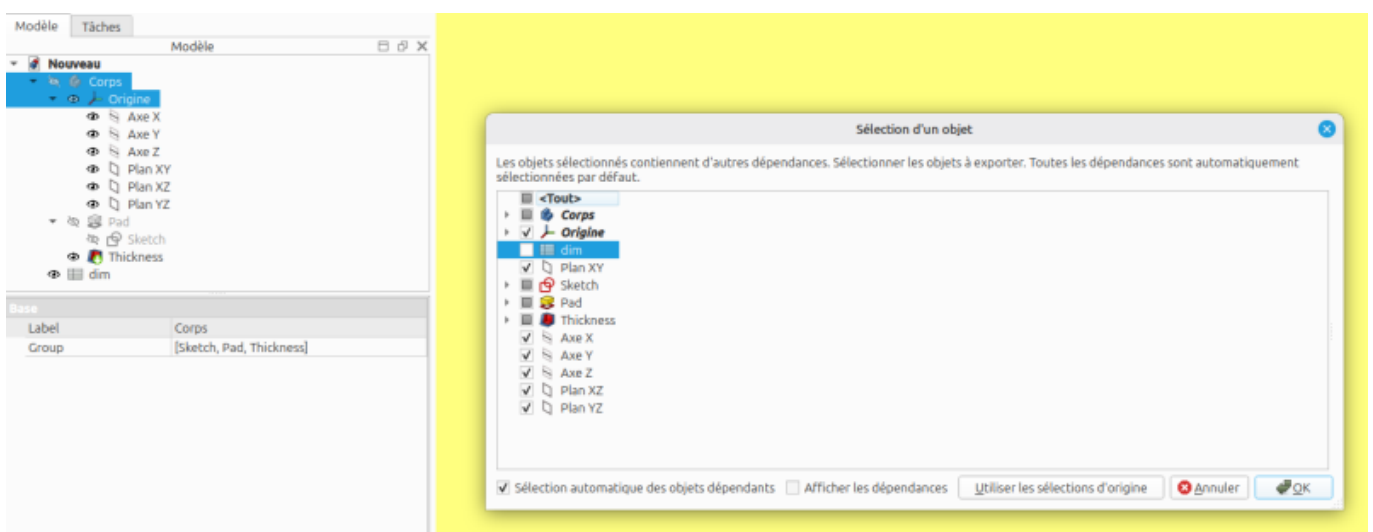 Modèle Tâches
Modèle
Nouveau
Corps
Origine
Axe X
Axe Y
Axe Z
Plan XY
Plan XZ
Plan YZ
Pad
Sketch
Thickness
dim
Base
Label Corps
Group [Sketch, Pad, Thickness]
Sélection d'un objet
Les objets sélectionnés contiennent d'autres dépendances. Sélectionner les objets à exporter. Toutes les dépendances sont automatiquement
sélectionnées par défaut.
<Tout>
Corps
Origine
dim
Plan XY
Sketch
Pad
Thickness
Axe X
Axe Y
Axe Z
Plan XZ
Plan YZ
Sélection automatique des objets dépendants Afficher les dépendances Utiliser les sélections d'origine Annuler OK